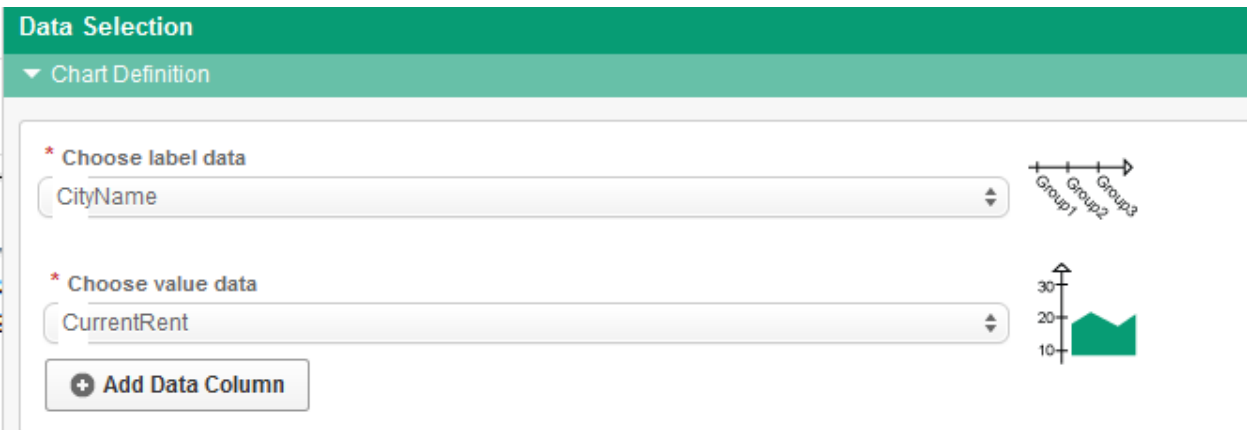 Data Selection
Chart Definition
* Choose label data
CityName
Group1 Group2 Group3
* Choose value data
CurrentRent
30
20
10
Add Data Column